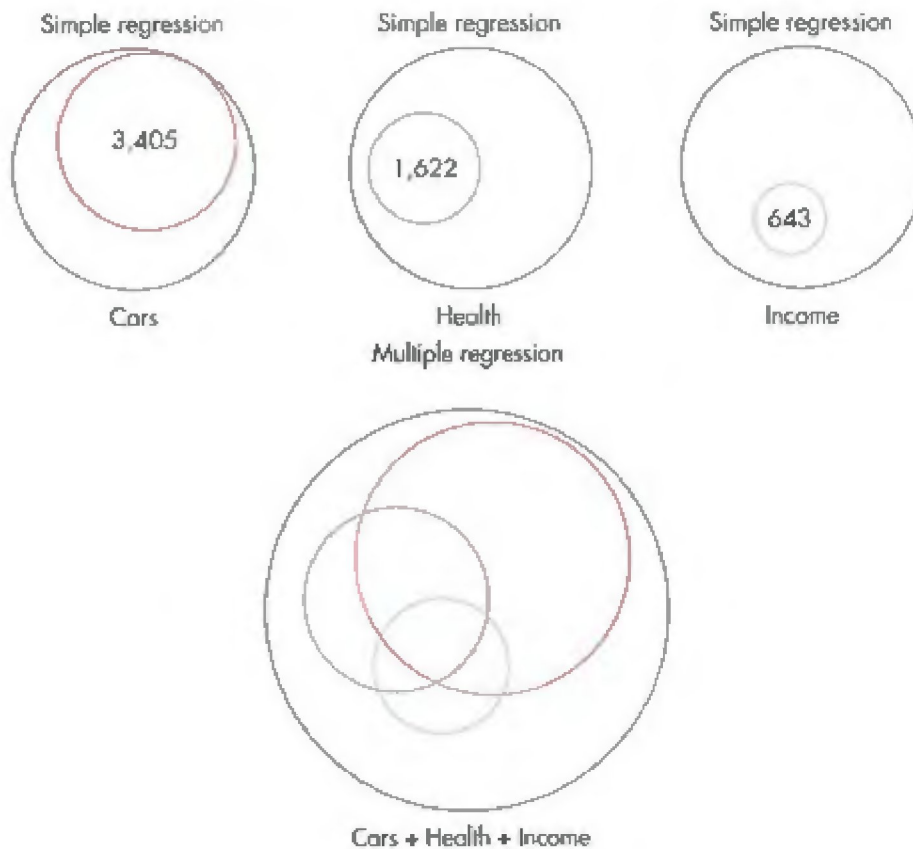 Simple regression
Simple regression
Simple regression
3,405
1,622
643
Cars
Health
Income
Multiple regression
Cars + Health + Income